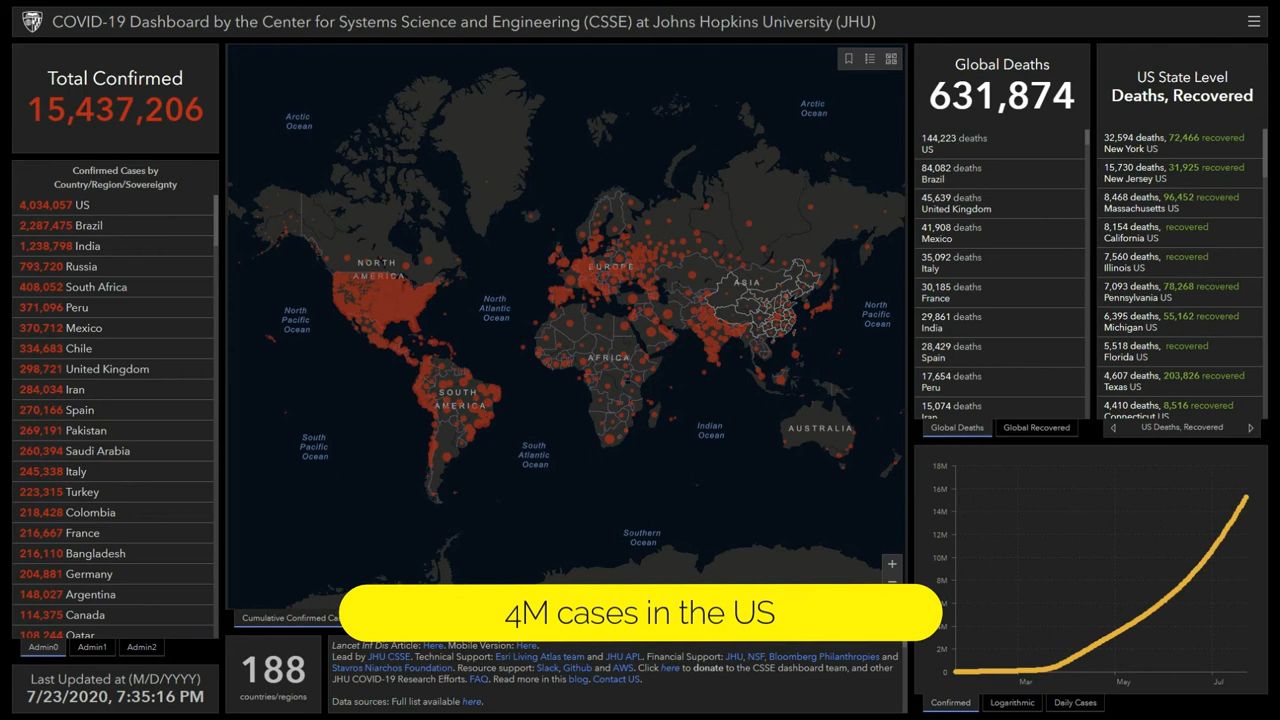 COVID-19 Dashboard by the Center for Systems Science and Engineering (CSSE) at Johns Hopkins University (JHU)
Total Confirmed
15,437,206
Confirmed Cases by
Country/Region/Sovereignty
4,034,057 US
2,287,475 Brazil
1,238,798 India
793,720 Russia
408,052 South Africa
371,096 Peru
370,712 Mexico
334,683 Chile
298,721 United Kingdom
284,034 Iran
270,166 Spain
269,191 Pakistan
260,394 Saudi Arabia
245,338 Italy
223,315 Turkey
218,428 Colombia
216,667 France
216,110 Bangladesh
204,881 Germany
148,027 Argentina
114,375 Canada
108,244 Qatar
Admin0
Admin1
Admin2
Last Updated at (M/D/YYYY)
7/23/2020, 7:35:16 PM
Arctic
Ocean
Arctic
Ocean
NORTH
AMERICA
EUROPE
ASIA
North
Pacific
Ocean
North
Atlantic
Ocean
North
Pacific
Ocean
AFRICA
SOUTH
AMERICA
AUSTRALIA
Indian
Ocean
South
Pacific
Ocean
South
Atlantic
Ocean
Southern
Ocean
+
Cumulative Confirmed
4M cases in the US
188
countries/regions
Lancet Inf Dis Article: Here. Mobile Version: Here.
Lead by JHU CSSE. Technical Support: Esri Living Atlas team and JHU APL. Financial Support: JHU, NSF, Bloomberg Philanthropies and
Stavros Niarchos Foundation. Resource support: Slack, Github and AWS. Click here to donate to the CSSE dashboard team, and other
JHU COVID-19 Research Efforts. FAQ. Read more in this blog. Contact US.
Data sources: Full list available here.
Global Deaths
631,874
144,223 deaths
US
84,082 deaths
Brazil
45,639 deaths
United Kingdom
41,908 deaths
Mexico
35,092 deaths
Italy
30,185 deaths
France
29,861 deaths
India
28,429 deaths
Spain
17,654 deaths
Peru
15,074 deaths
Iran
Global Deaths
Global Recovered
US State Level
Deaths, Recovered
32,594 deaths, 72,466 recovered
New York US
15,730 deaths, 31,925 recovered
New Jersey US
8,468 deaths, 96,452 recovered
Massachusetts US
8,154 deaths, recovered
California US
7,560 deaths, recovered
Illinois US
7,093 deaths, 78,268 recovered
Pennsylvania US
6,395 deaths, 55,162 recovered
Michigan US
5,518 deaths, recovered
Florida US
4,607 deaths, 203,826 recovered
Texas US
4,410 deaths, 8,516 recovered
Connecticut US
US Deaths, Recovered
18M
16M
14M
12M
10M
8M
2M
0
Mar
May
Jul
Confirmed
Logarithmic
Daily Cases